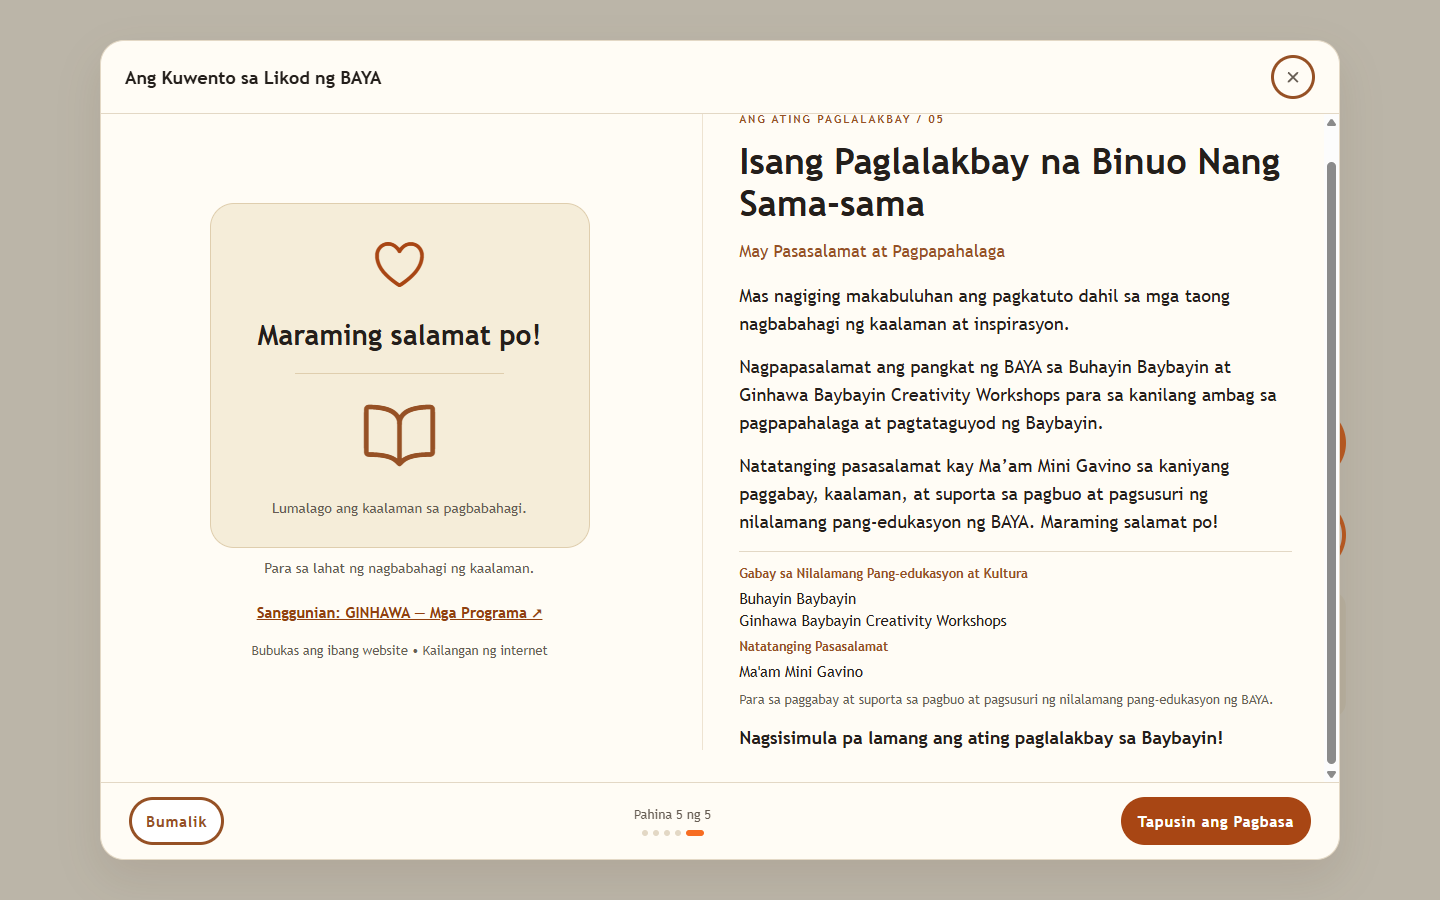 Ang Kuwento sa Likod ng BAYA
Maraming salamat po!
Lumalago ang kaalaman sa pagbabahagi.
Para sa lahat ng nagbabahagi ng kaalaman.
Sanggunian: GINHAWA — Mga Programa ↗
Bubukas ang ibang website • Kailangan ng internet
ANG ATING PAGLALAKBAY / 05
Isang Paglalakbay na Binuo Nang
Sama-sama
May Pasasalamat at Pagpapahalaga
Mas nagiging makabuluhan ang pagkatuto dahil sa mga taong
nagbabahagi ng kaalaman at inspirasyon.
Nagpapasalamat ang pangkat ng BAYA sa Buhayin Baybayin at
Ginhawa Baybayin Creativity Workshops para sa kanilang ambag sa
pagpapahalaga at pagtataguyod ng Baybayin.
Natatanging pasasalamat kay Ma’am Mini Gavino sa kaniyang
paggabay, kaalaman, at suporta sa pagbuo at pagsusuri ng
nilalamang pang-edukasyon ng BAYA. Maraming salamat po!
Gabay sa Nilalamang Pang-edukasyon at Kultura
Buhayin Baybayin
Ginhawa Baybayin Creativity Workshops
Natatanging Pasasalamat
Ma'am Mini Gavino
Para sa paggabay at suporta sa pagbuo at pagsusuri ng nilalamang pang-edukasyon ng BAYA.
Nagsisimula pa lamang ang ating paglalakbay sa Baybayin!
Bumalik
Pahina 5 ng 5
Tapusin ang Pagbasa